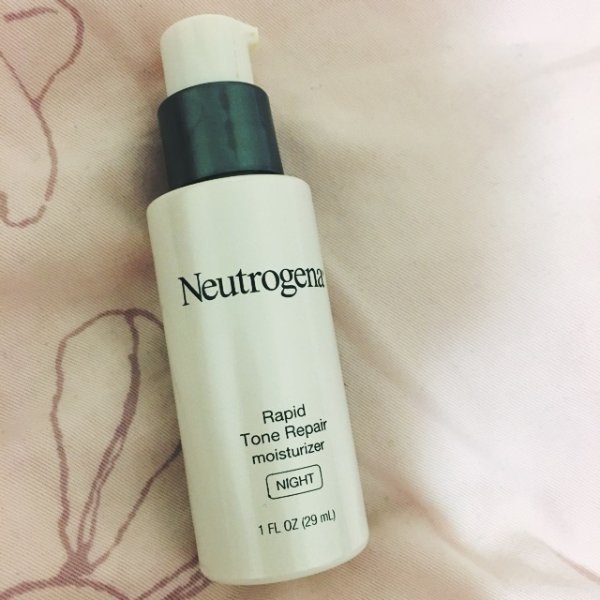 Neutrogena
Rapid
Tone Repair
moisturizer
NIGHT
1 FL OZ (29 mL)